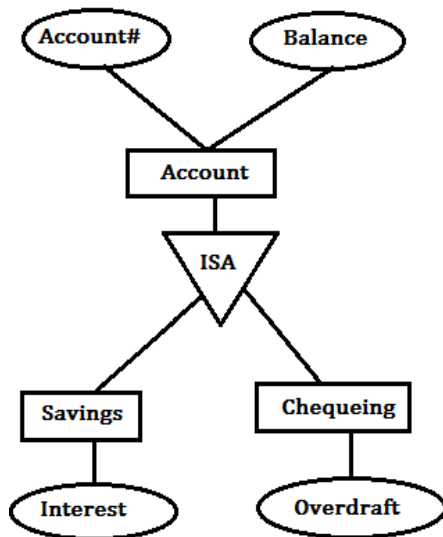 Account#
Balance
Account
ISA
Savings
Chequeing
Interest
Overdraft